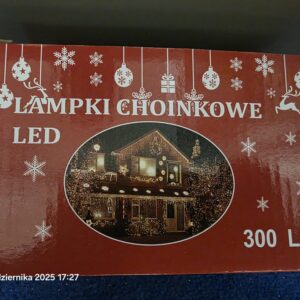 LAMPKI CHOINKOWE
LED
300 L
dziernika 2025 17:27